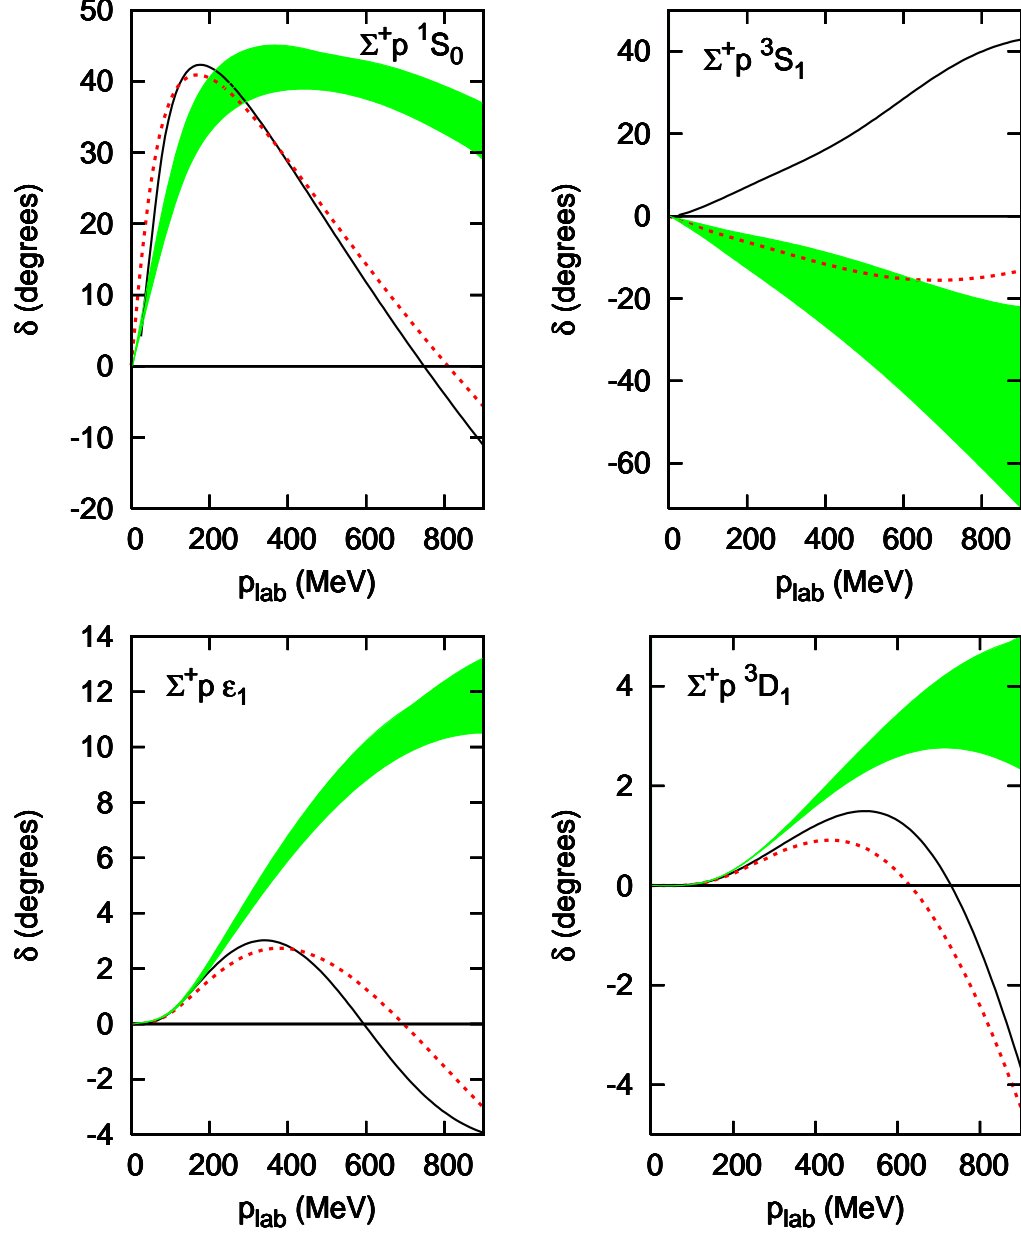 50
40
30
20
10
0
-10
-20
δ (degrees)
Σ⁺p ¹S₀
0 200 400 600 800
p_lab (MeV)
40
20
0
-20
-40
-60
δ (degrees)
Σ⁺p ³S₁
0 200 400 600 800
p_lab (MeV)
14
12
10
8
6
4
2
0
-2
-4
δ (degrees)
Σ⁺p ε₁
0 200 400 600 800
p_lab (MeV)
4
2
0
-2
-4
δ (degrees)
Σ⁺p ³D₁
0 200 400 600 800
p_lab (MeV)